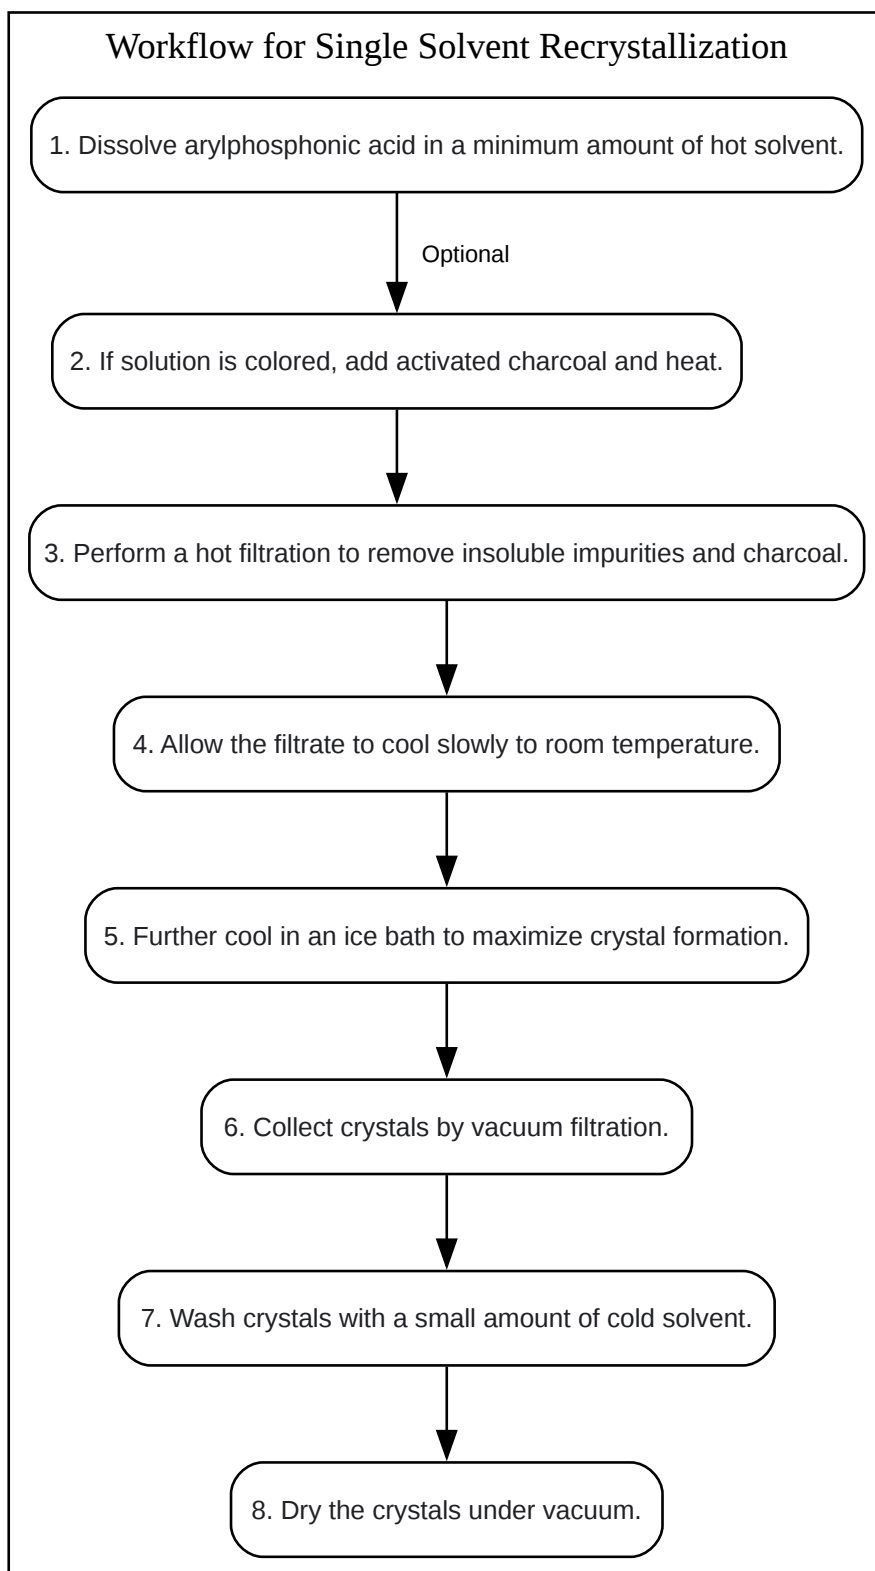 Workflow for Single Solvent Recrystallization
1. Dissolve arylphosphonic acid in a minimum amount of hot solvent.
Optional
2. If solution is colored, add activated charcoal and heat.
3. Perform a hot filtration to remove insoluble impurities and charcoal.
4. Allow the filtrate to cool slowly to room temperature.
5. Further cool in an ice bath to maximize crystal formation.
6. Collect crystals by vacuum filtration.
7. Wash crystals with a small amount of cold solvent.
8. Dry the crystals under vacuum.